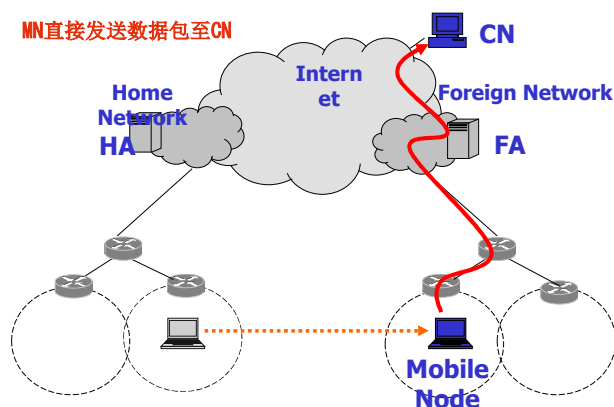 MN直接发送数据包至CN
CN
Intern
et
Home
Network
HA
Foreign Network
FA
Mobile
Node